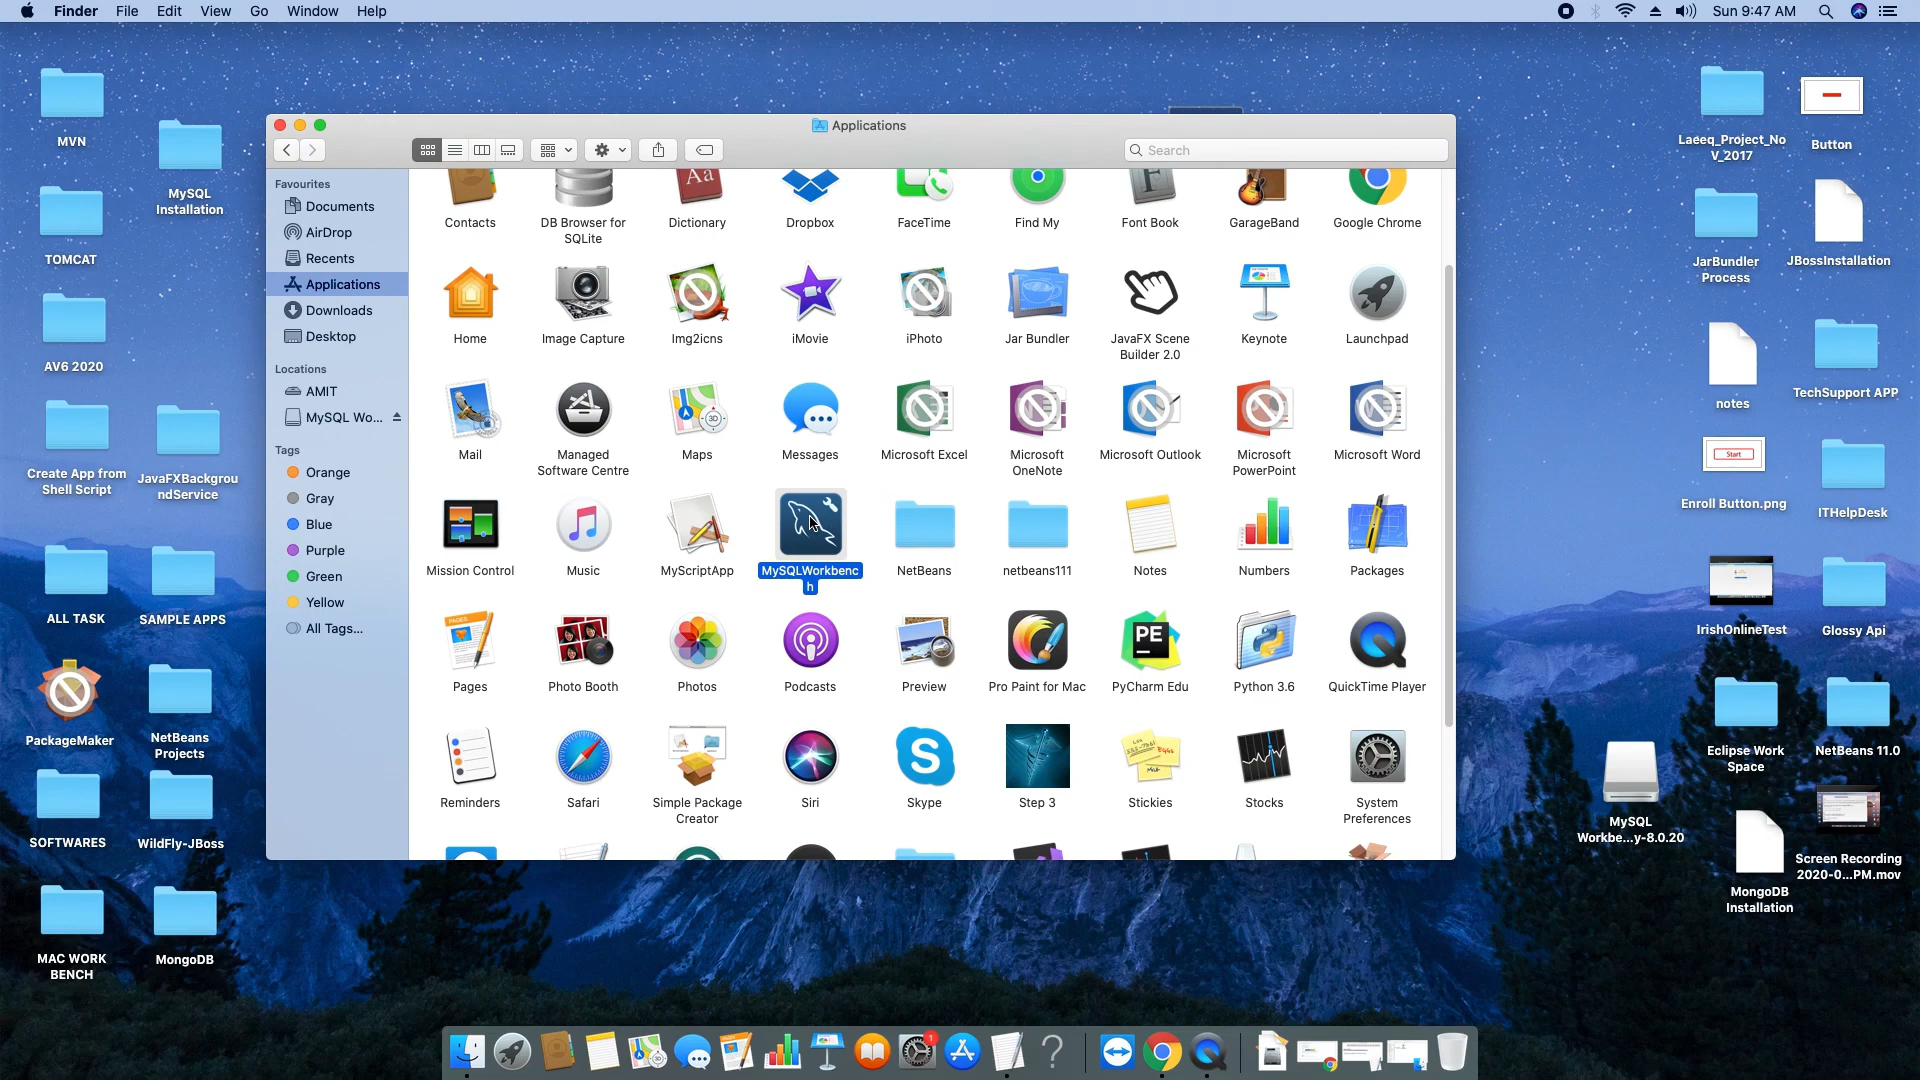 Finder File Edit View Go Window Help
Sun 9:47 AM
MVN
MySQL
Installation
TOMCAT
AV6 2020
Create App from
Shell Script
JavaFXBackgrou
ndService
ALL TASK
SAMPLE APPS
PackageMaker
NetBeans
Projects
SOFTWARES
WildFly-JBoss
MAC WORK
BENCH
MongoDB
Applications
Search
Favourites
Documents
AirDrop
Recents
Applications
Downloads
Desktop
Locations
AMIT
MySQL Wo...
Tags
Orange
Gray
Blue
Purple
Green
Yellow
All Tags...
Aa
F
Contacts
DB Browser for
SQLite
Dictionary
Dropbox
FaceTime
Find My
Font Book
GarageBand
Google Chrome
Home
Image Capture
Img2icns
iMovie
iPhoto
Jar Bundler
JavaFX Scene
Builder 2.0
Keynote
Launchpad
Mail
Managed
Software Centre
Maps
Messages
Microsoft Excel
Microsoft
OneNote
Microsoft Outlook
Microsoft
PowerPoint
Microsoft Word
Mission Control
Music
MyScriptApp
MySQLWorkbenc
h
NetBeans
netbeans111
Notes
Numbers
Packages
PAGES
PE
Pages
Photo Booth
Photos
Podcasts
Preview
Pro Paint for Mac
PyCharm Edu
Python 3.6
QuickTime Player
Reminders
Safari
Simple Package
Creator
Siri
Skype
Step 3
Stickies
Stocks
System
Preferences
Laeeq_Project_No
V_2017
Button
JarBundler
Process
JBossInstallation
notes
TechSupport APP
Start
Enroll Button.png
ITHelpDesk
IrishOnlineTest
Glossy Api
Eclipse Work
Space
NetBeans 11.0
MySQL
Workbe...y-8.0.20
MongoDB
Installation
Screen Recording
2020-0...PM.mov
1